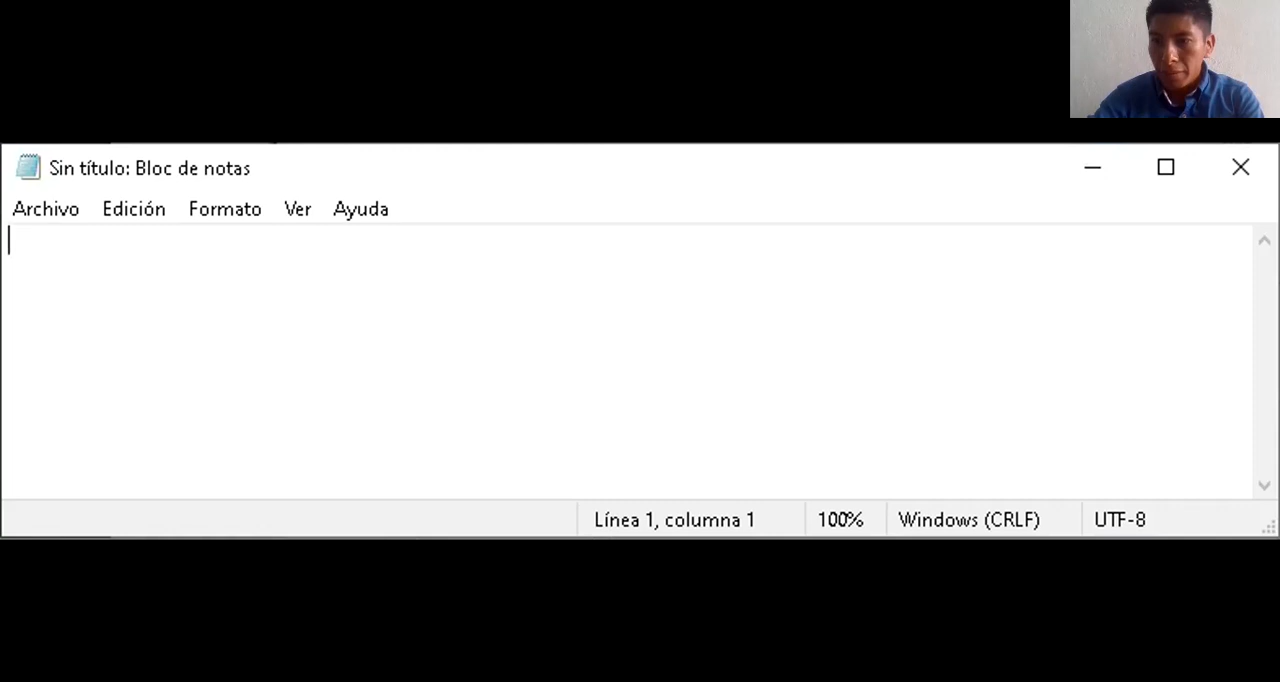 Sin título: Bloc de notas
Archivo Edición Formato Ver Ayuda
Línea 1, columna 1 100% Windows (CRLF) UTF-8